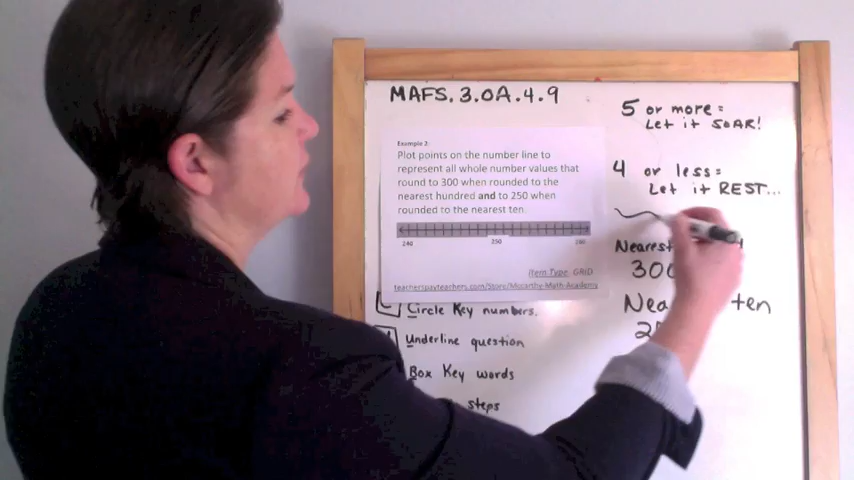 MAFS.3.OA.4.9
Example 2:
Plot points on the number line to
represent all whole number values that
round to 300 when rounded to the
nearest hundred and to 250 when
rounded to the nearest ten.
240 250 260
Item Type: GRID
teacherspayteachers.com/Store/Mccarthy-Math-Academy
Circle Key numbers.
Underline question
Box Key words
steps
5 or more =
Let it SOAR!
4 or less=
Let it REST...
Nearest
300
ten